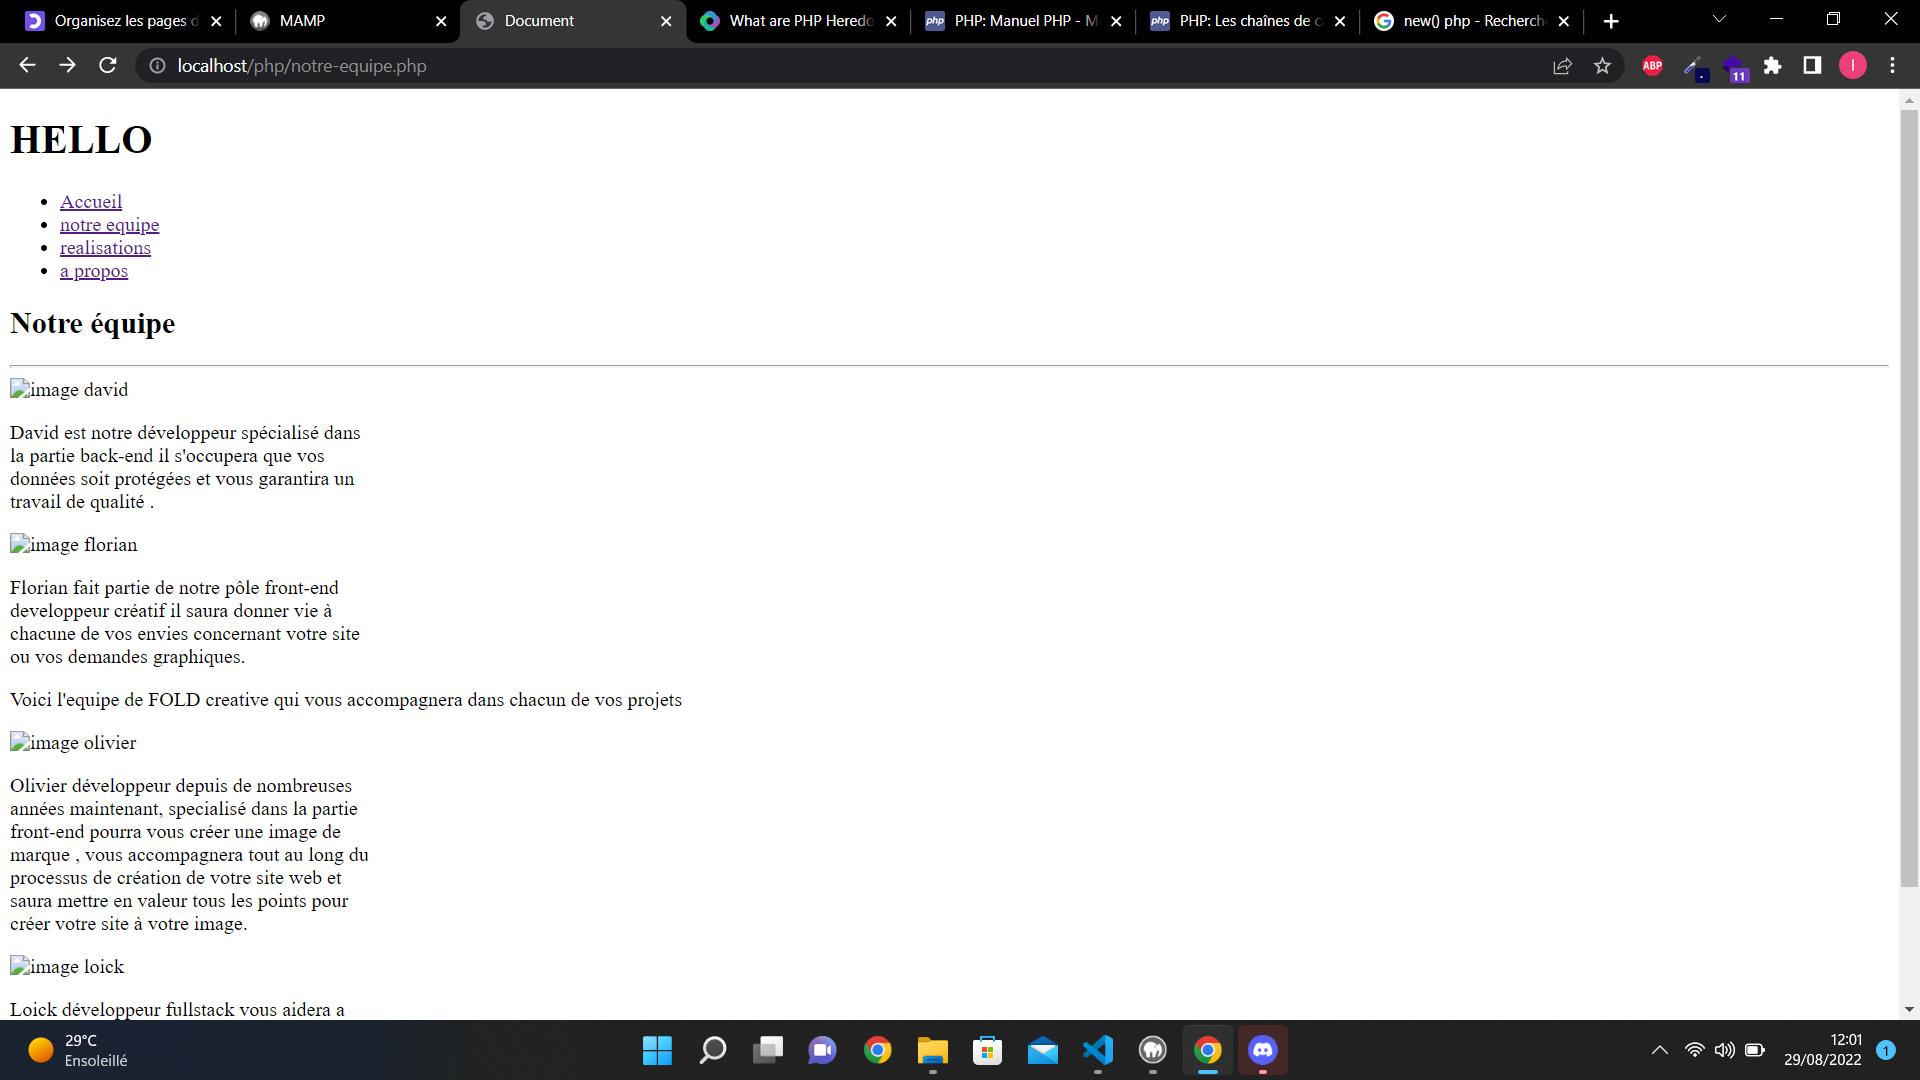 Organisez les pages d
MAMP
Document
What are PHP Heredo
PHP: Manuel PHP - M
PHP: Les chaînes de c
new() php - Recherch
localhost/php/notre-equipe.php
ABP
11
I
HELLO
Accueil
notre equipe
realisations
a propos
Notre équipe
image david
David est notre développeur spécialisé dans
la partie back-end il s'occupera que vos
données soit protégées et vous garantira un
travail de qualité .
image florian
Florian fait partie de notre pôle front-end
developpeur créatif il saura donner vie à
chacune de vos envies concernant votre site
ou vos demandes graphiques.
Voici l'equipe de FOLD creative qui vous accompagnera dans chacun de vos projets
image olivier
Olivier développeur depuis de nombreuses
années maintenant, specialisé dans la partie
front-end pourra vous créer une image de
marque , vous accompagnera tout au long du
processus de création de votre site web et
saura mettre en valeur tous les points pour
créer votre site à votre image.
image loick
Loick développeur fullstack vous aidera a
29°C
Ensoleillé
12:01
29/08/2022
1